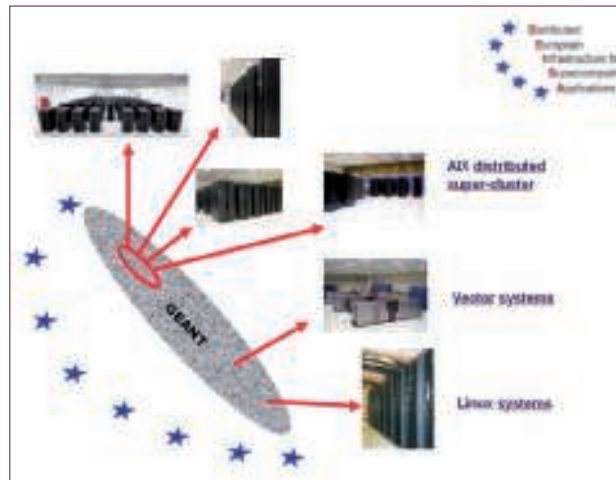 Distributed
European
Infrastructure for
Supercomputing
Applications
AIX distributed
super-cluster
GEANT
Vector systems
Linux systems